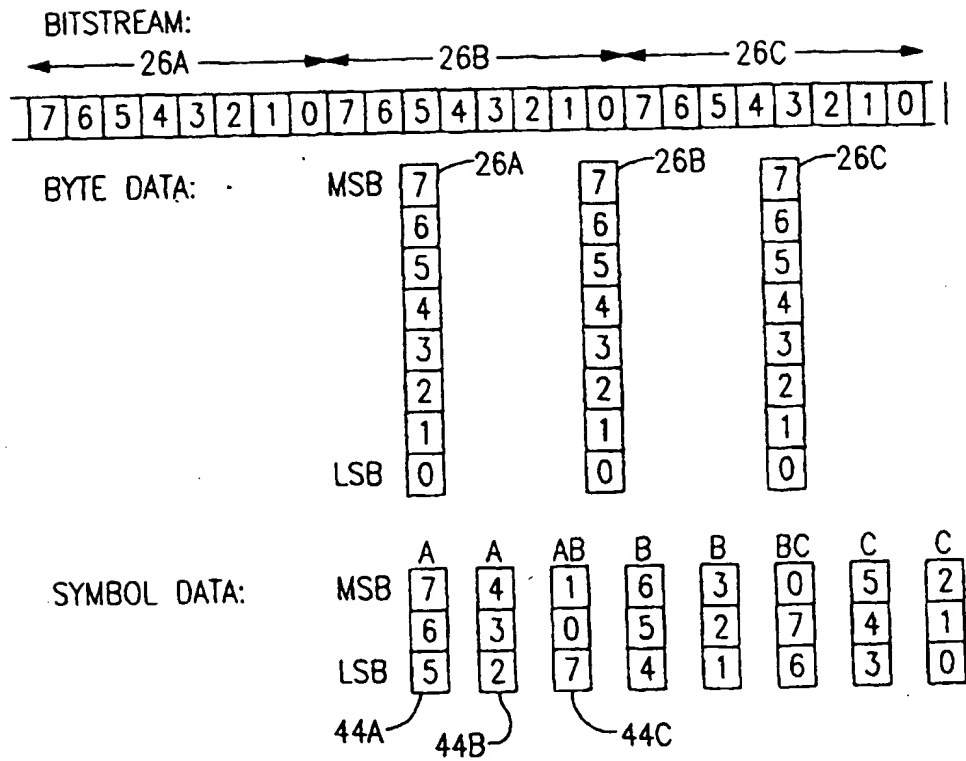 BITSTREAM:
26A 26B 26C
7 6 5 4 3 2 1 0 7 6 5 4 3 2 1 0 7 6 5 4 3 2 1 0
BYTE DATA: MSB 7 26A 7 26B 7 26C
6 6 6
5 5 5
4 4 4
3 3 3
2 2 2
1 1 1
LSB 0 0 0
A A AB B B BC C C
SYMBOL DATA: MSB 7 4 1 6 3 0 5 2
6 3 0 5 2 7 4 1
LSB 5 2 7 4 1 6 3 0
44A 44B 44C